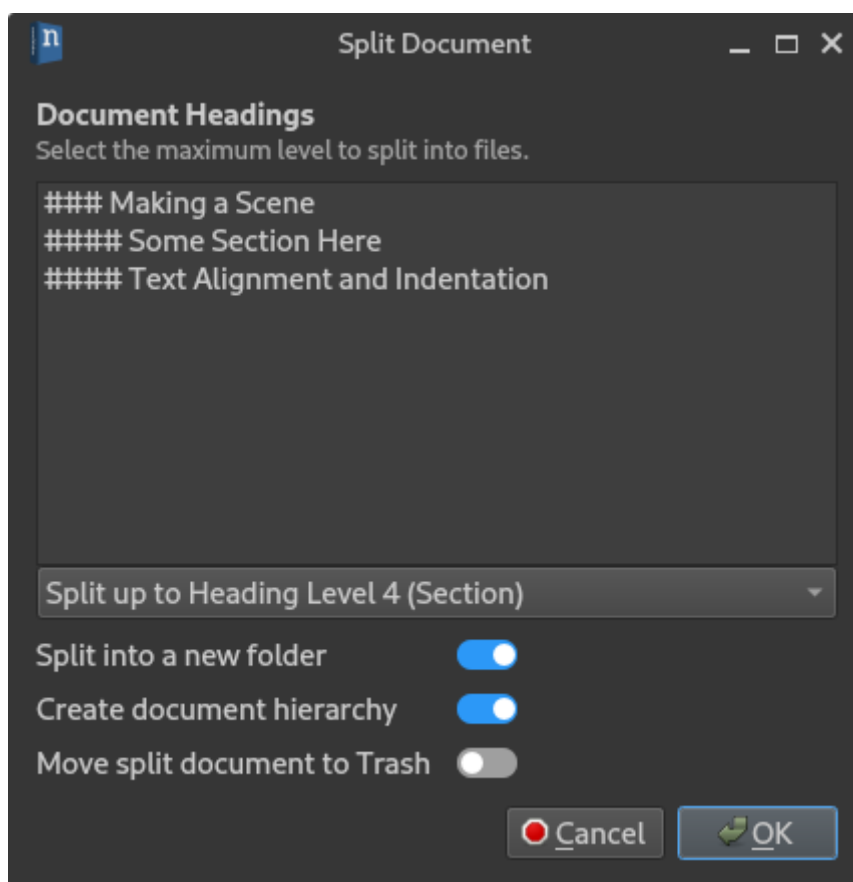 n
Split Document
Document Headings
Select the maximum level to split into files.
### Making a Scene
#### Some Section Here
#### Text Alignment and Indentation
Split up to Heading Level 4 (Section)
Split into a new folder
Create document hierarchy
Move split document to Trash
Cancel
OK